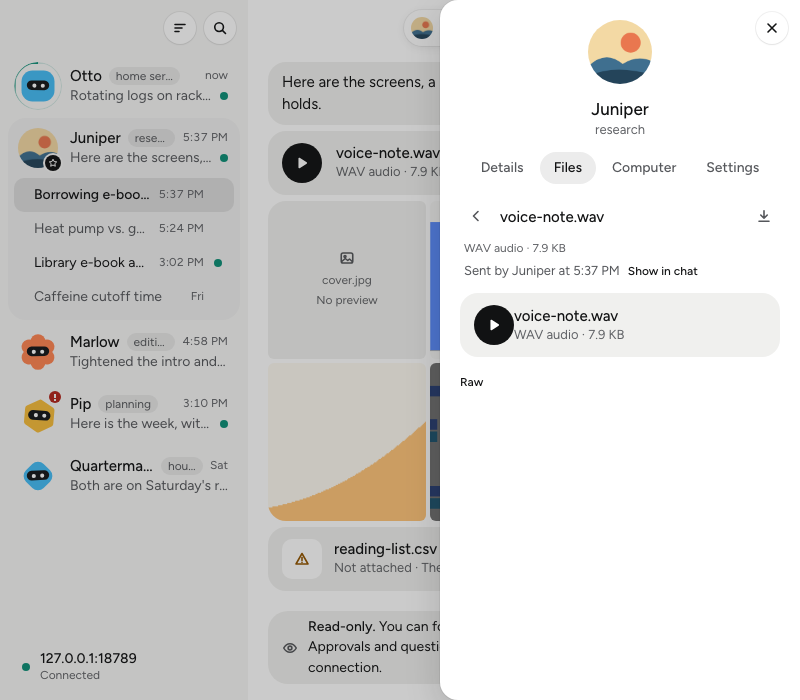 Otto home ser... now
Rotating logs on rack...
Juniper rese... 5:37 PM
Here are the screens,...
Borrowing e-boo... 5:37 PM
Heat pump vs. g... 5:24 PM
Library e-book a... 3:02 PM
Caffeine cutoff time Fri
Marlow editi... 4:58 PM
Tightened the intro and...
Pip planning 3:10 PM
Here is the week, wit...
Quarterma... hou... Sat
Both are on Saturday's r...
127.0.0.1:18789
Connected
Here are the screens, a
holds.
voice-note.wav
WAV audio · 7.9 K
cover.jpg
No preview
reading-list.csv
Not attached · The
Read-only. You can fo
Approvals and questi
connection.
Juniper
research
Details Files Computer Settings
voice-note.wav
WAV audio · 7.9 KB
Sent by Juniper at 5:37 PM Show in chat
voice-note.wav
WAV audio · 7.9 KB
Raw